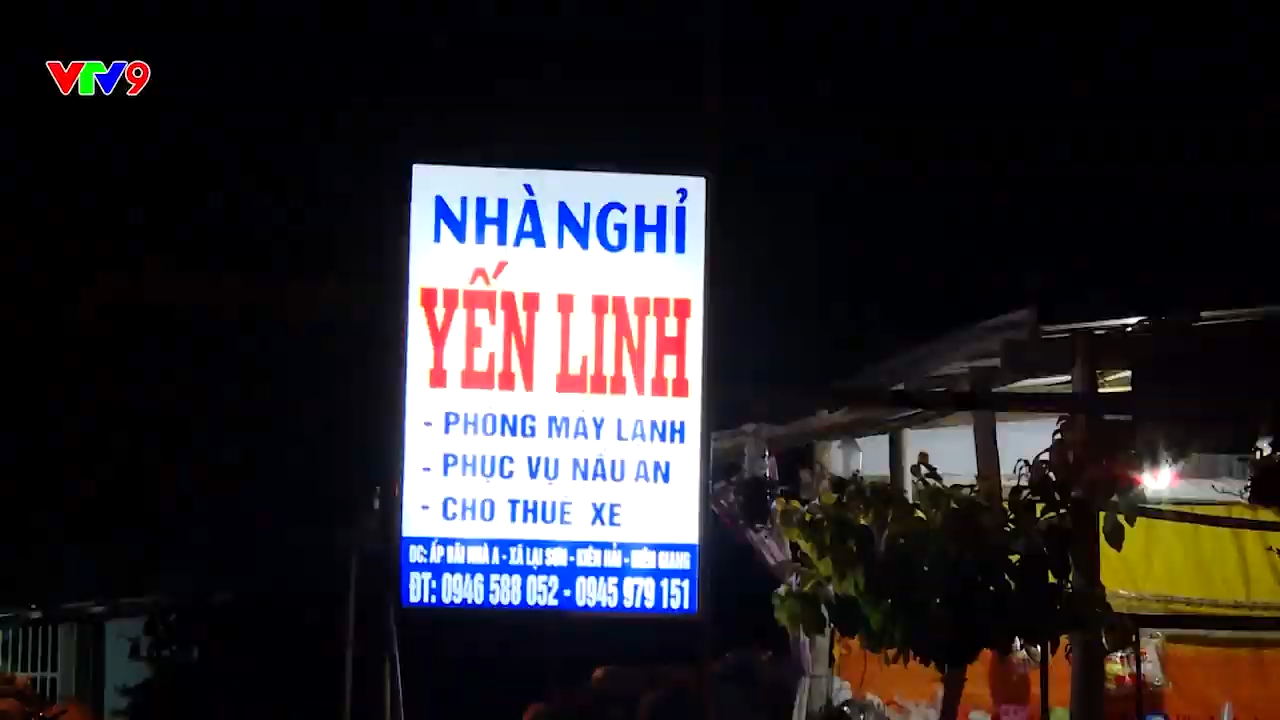 VTV9
NHÀ NGHỈ
YẾN LINH
- PHÒNG MÁY LẠNH
- PHỤC VỤ NẤU ĂN
- CHO THUÊ XE
ĐC: ẤP BÃI NHÀ A - XÃ LẠI SƠN - KIÊN HẢI - KIÊN GIANG
ĐT: 0946 588 052 - 0945 979 151